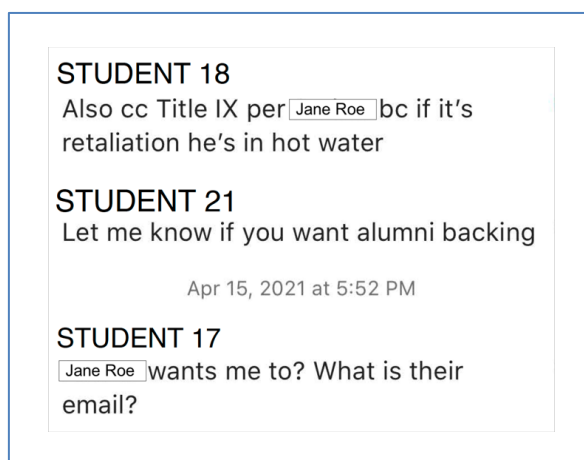 STUDENT 18
Also cc Title IX per Jane Roe bc if it's
retaliation he's in hot water
STUDENT 21
Let me know if you want alumni backing
Apr 15, 2021 at 5:52 PM
STUDENT 17
Jane Roe wants me to? What is their
email?